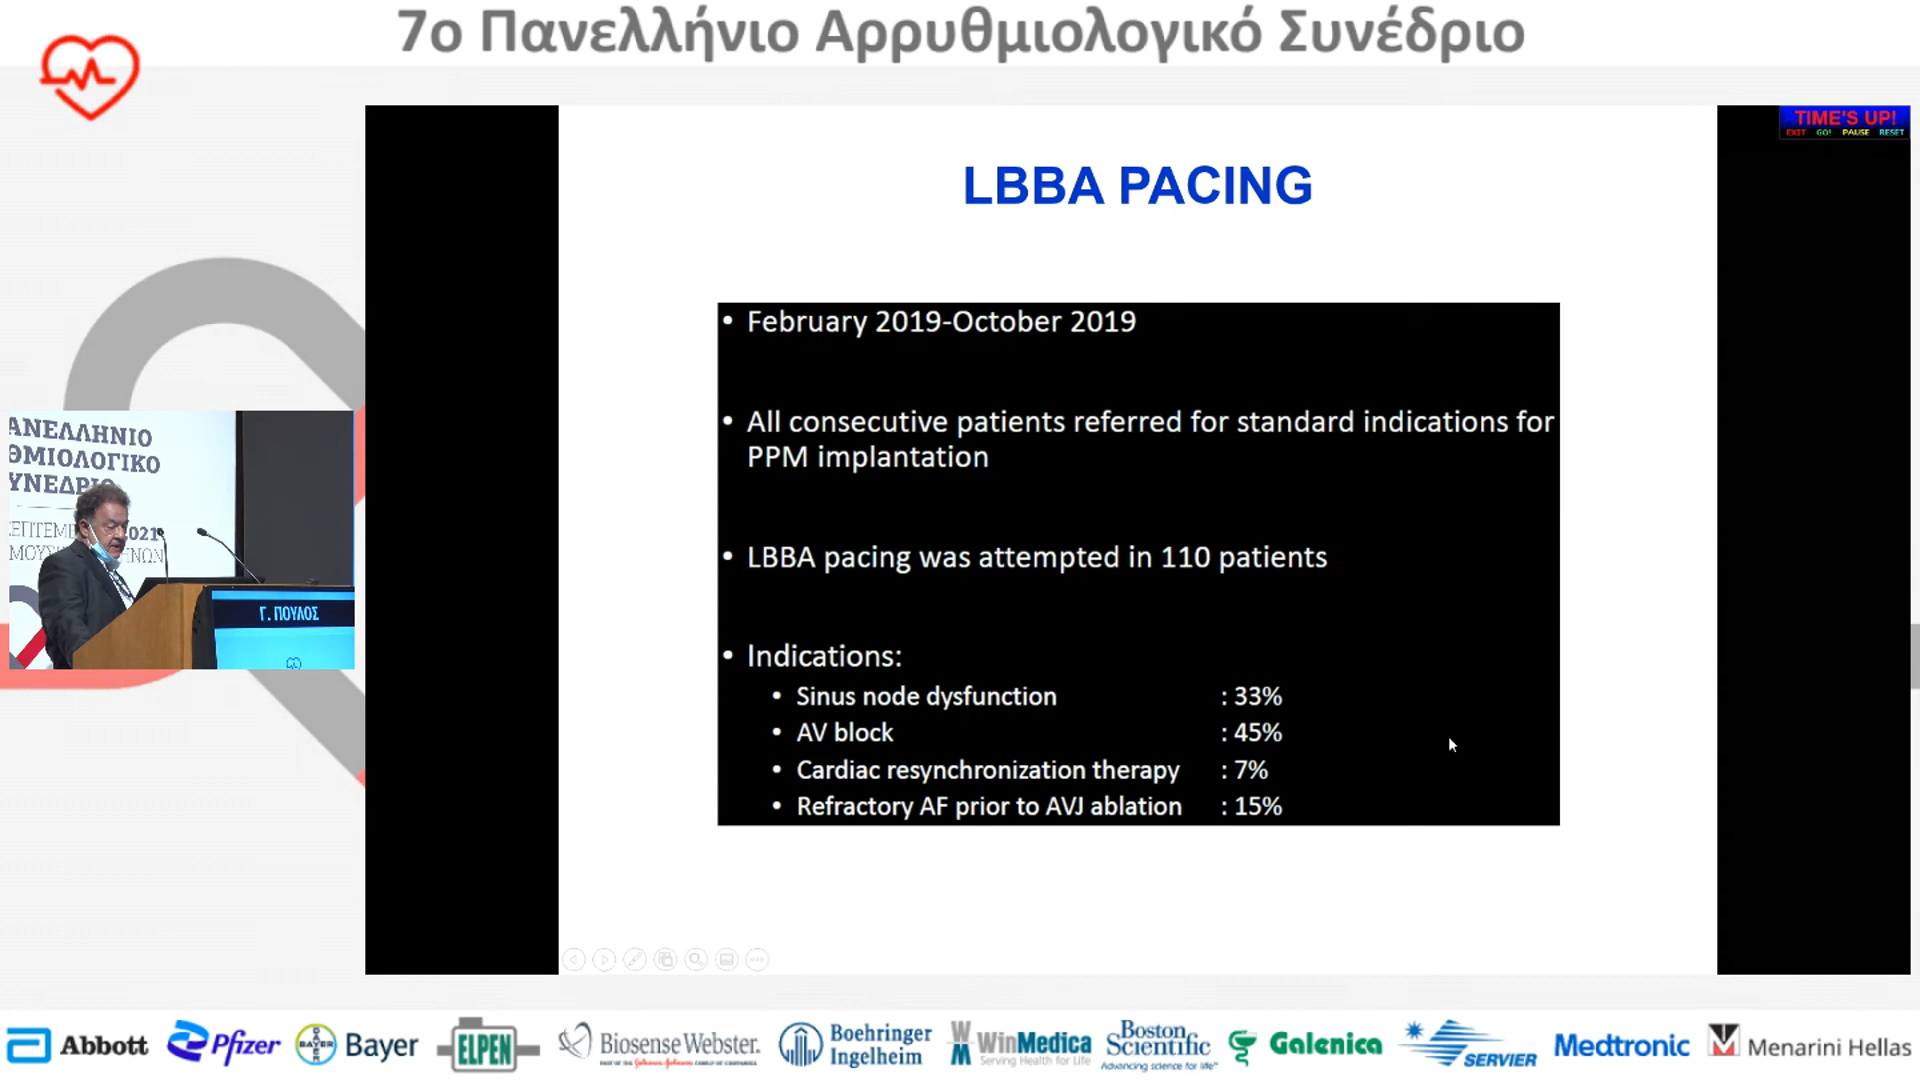 7ο Πανελλήνιο Αρρυθμιολογικό Συνέδριο
TIME'S UP!
EXIT GO! PAUSE RESET
LBBA PACING
• February 2019-October 2019
• All consecutive patients referred for standard indications for
PPM implantation
• LBBA pacing was attempted in 110 patients
• Indications:
• Sinus node dysfunction : 33%
• AV block : 45%
• Cardiac resynchronization therapy : 7%
• Refractory AF prior to AVJ ablation : 15%
ΑΝΕΛΛΗΝΙΟ
ΘΜΙΟΛΟΓΙΚΟ
ΥΝΕΔΡΙΟ
2021
Γ. ΠΟΥΛΟΣ
Abbott
Pfizer
BAYER
Bayer
ELPEN
Biosense Webster.
PART OF THE Johnson & Johnson FAMILY OF COMPANIES
Boehringer
Ingelheim
WinMedica
Serving Health for Life
Boston
Scientific
Advancing science for life™
Galenica
SERVIER
Medtronic
Menarini Hellas